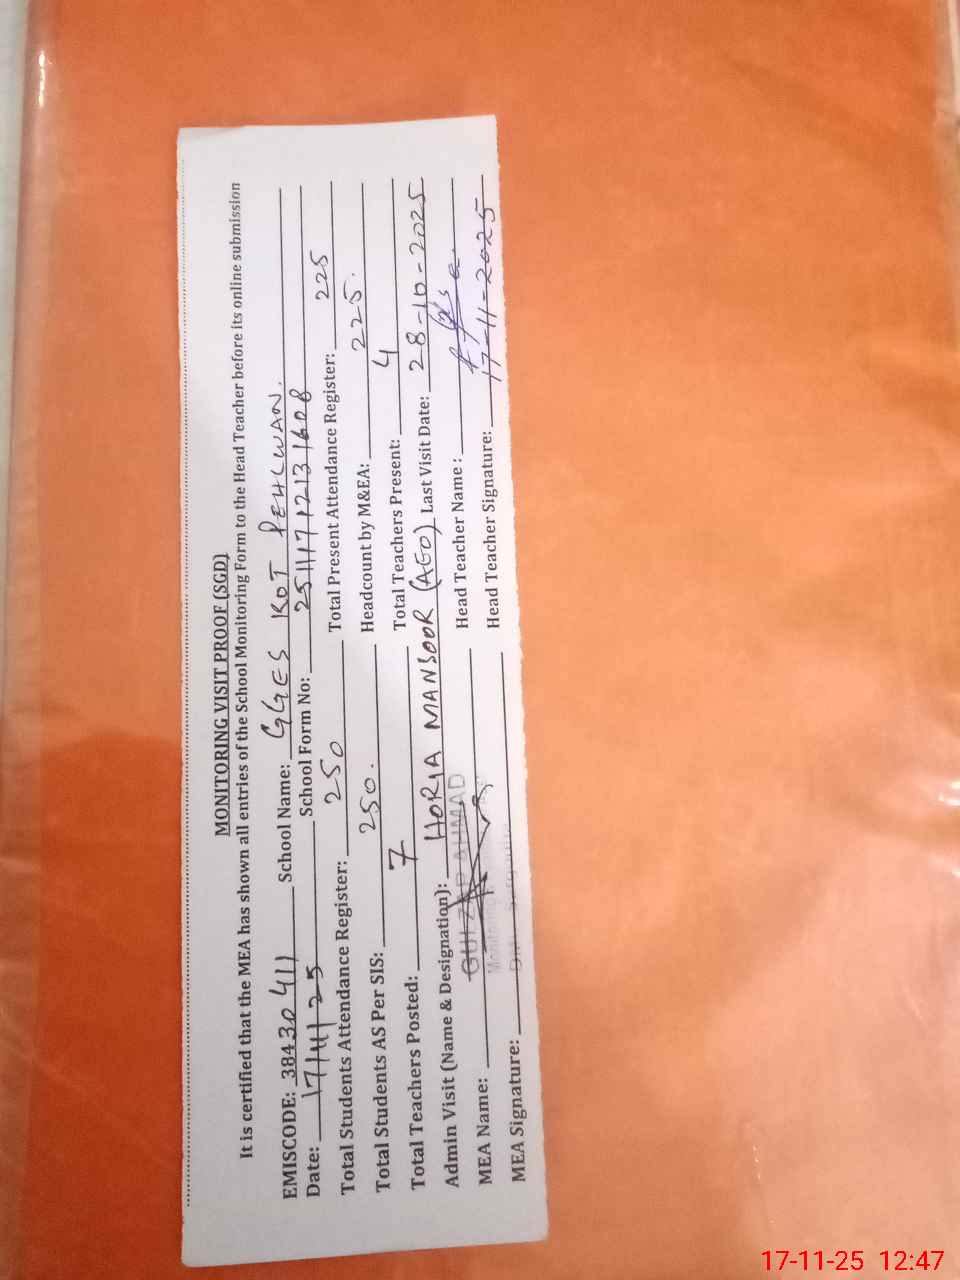 MONITORING VISIT PROOF (SGD)
It is certified that the MEA has shown all entries of the School Monitoring Form to the Head Teacher before its online submission
EMISCODE: 38430411 School Name: GGES KOT PEHLWAN.
Date: 17/11/25 School Form No: 25111712131608
Total Students Attendance Register: 250 Total Present Attendance Register: 225
Total Students AS Per SIS: 250. Headcount by M&EA: 225.
Total Teachers Posted: 7 Total Teachers Present: 4
Admin Visit (Name & Designation): HORIA MANSOOR (AEO) Last Visit Date: 28-10-2025
MEA Name: GULZAR AHMAD Head Teacher Name:
MEA Signature: Head Teacher Signature: 17-11-2025
17-11-25 12:47